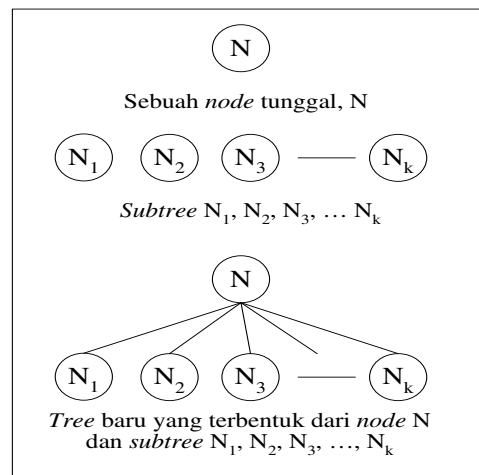 N
Sebuah node tunggal, N
N₁ N₂ N₃ Nₖ
Subtree N₁, N₂, N₃, … Nₖ
N
N₁ N₂ N₃ Nₖ
Tree baru yang terbentuk dari node N
dan subtree N₁, N₂, N₃, …, Nₖ